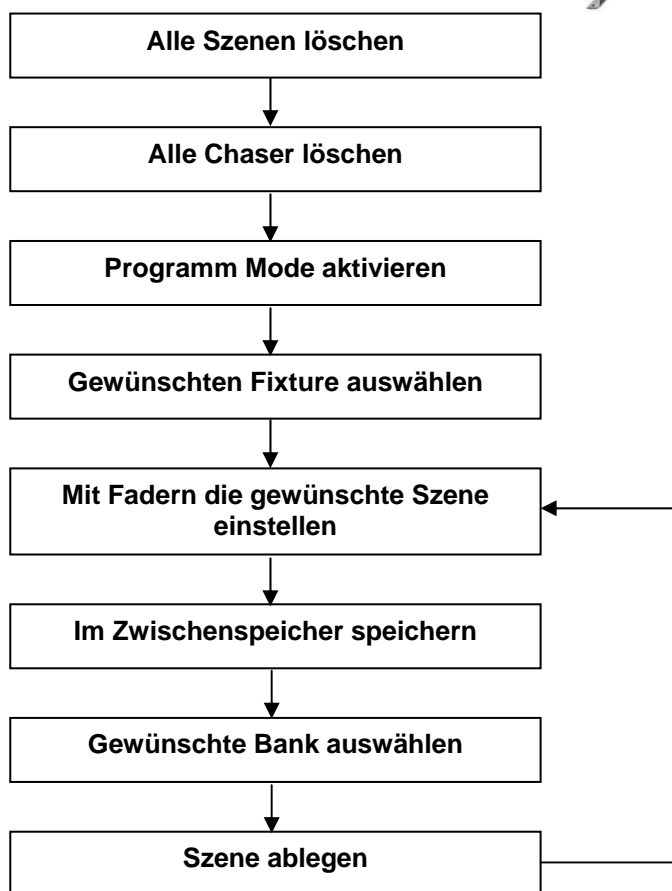 Alle Szenen löschen
Alle Chaser löschen
Programm Mode aktivieren
Gewünschten Fixture auswählen
Mit Fadern die gewünschte Szene
einstellen
Im Zwischenspeicher speichern
Gewünschte Bank auswählen
Szene ablegen